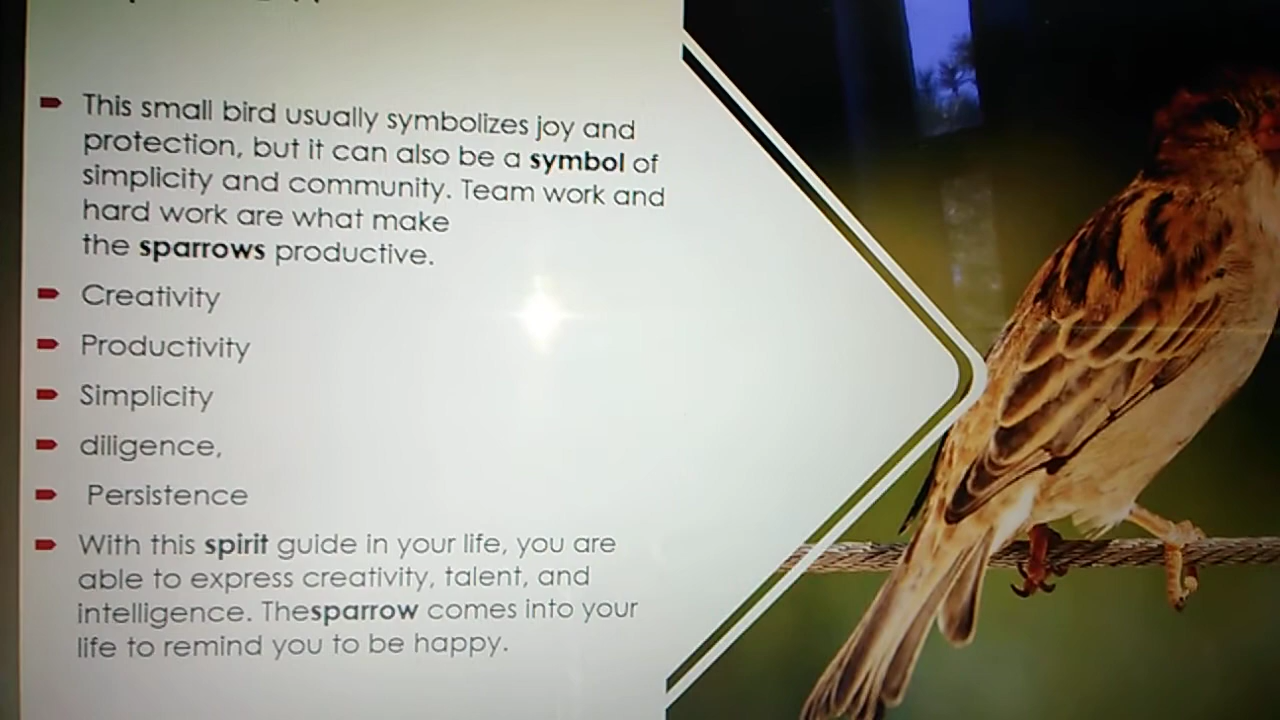 This small bird usually symbolizes joy and
protection, but it can also be a symbol of
simplicity and community. Team work and
hard work are what make
the sparrows productive.
Creativity
Productivity
Simplicity
diligence,
Persistence
With this spirit guide in your life, you are
able to express creativity, talent, and
intelligence. Thesparrow comes into your
life to remind you to be happy.